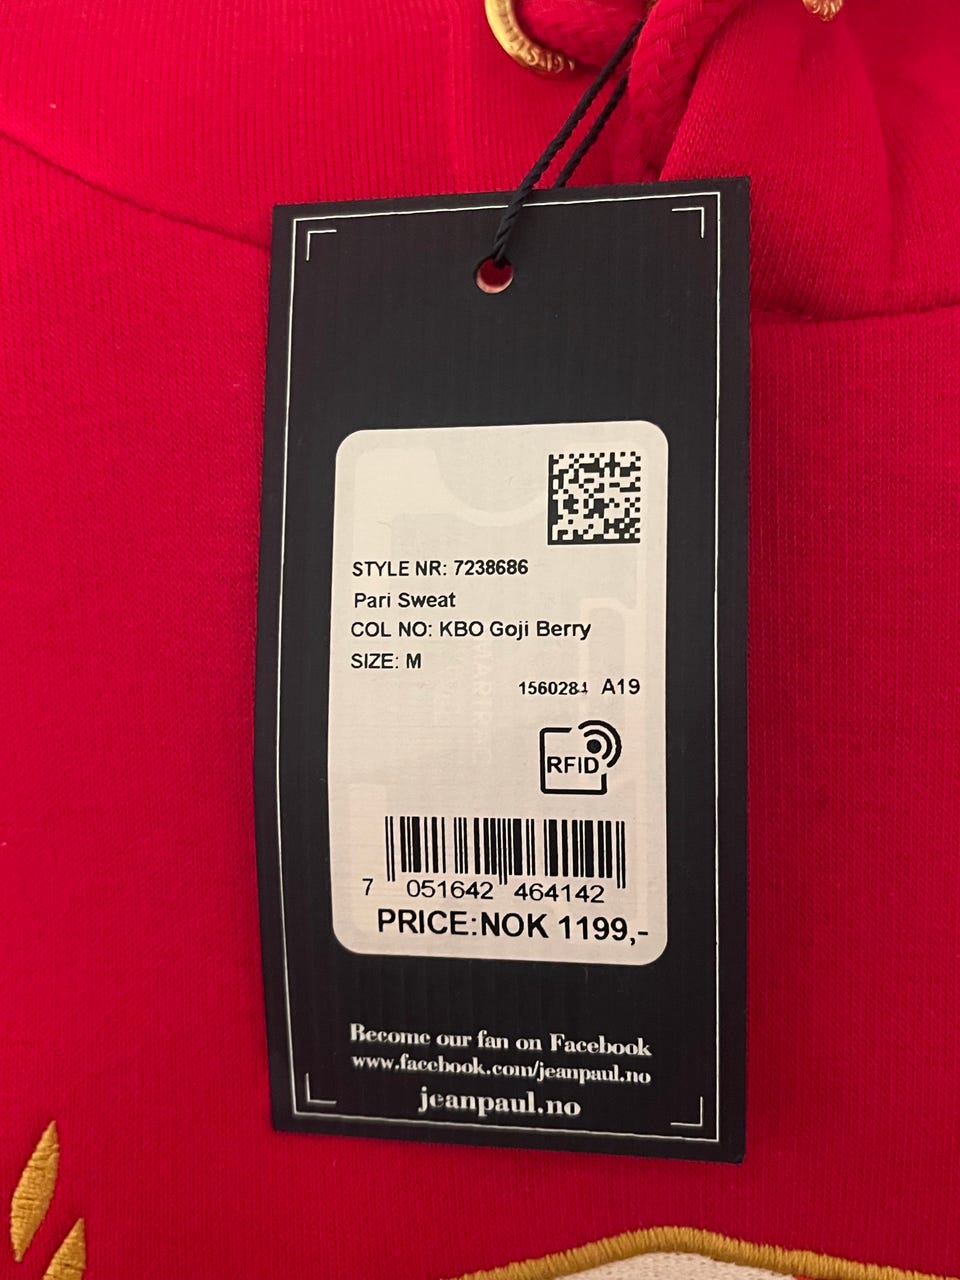 STYLE NR: 7238686
Pari Sweat
COL NO: KBO Goji Berry
SIZE: M
1560284 A19
RFID
7 051642 464142
PRICE:NOK 1199,-
Become our fan on Facebook
www.facebook.com/jeanpaul.no
jeanpaul.no